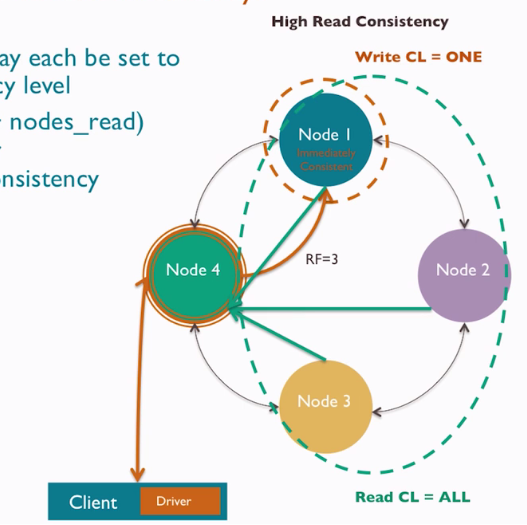 High Read Consistency
ay each be set to
Write CL = ONE
cy level
nodes_read)
nsistency
Node 1
Immediately
Consistent
RF=3
Node 4
Node 2
Node 3
Client
Driver
Read CL = ALL